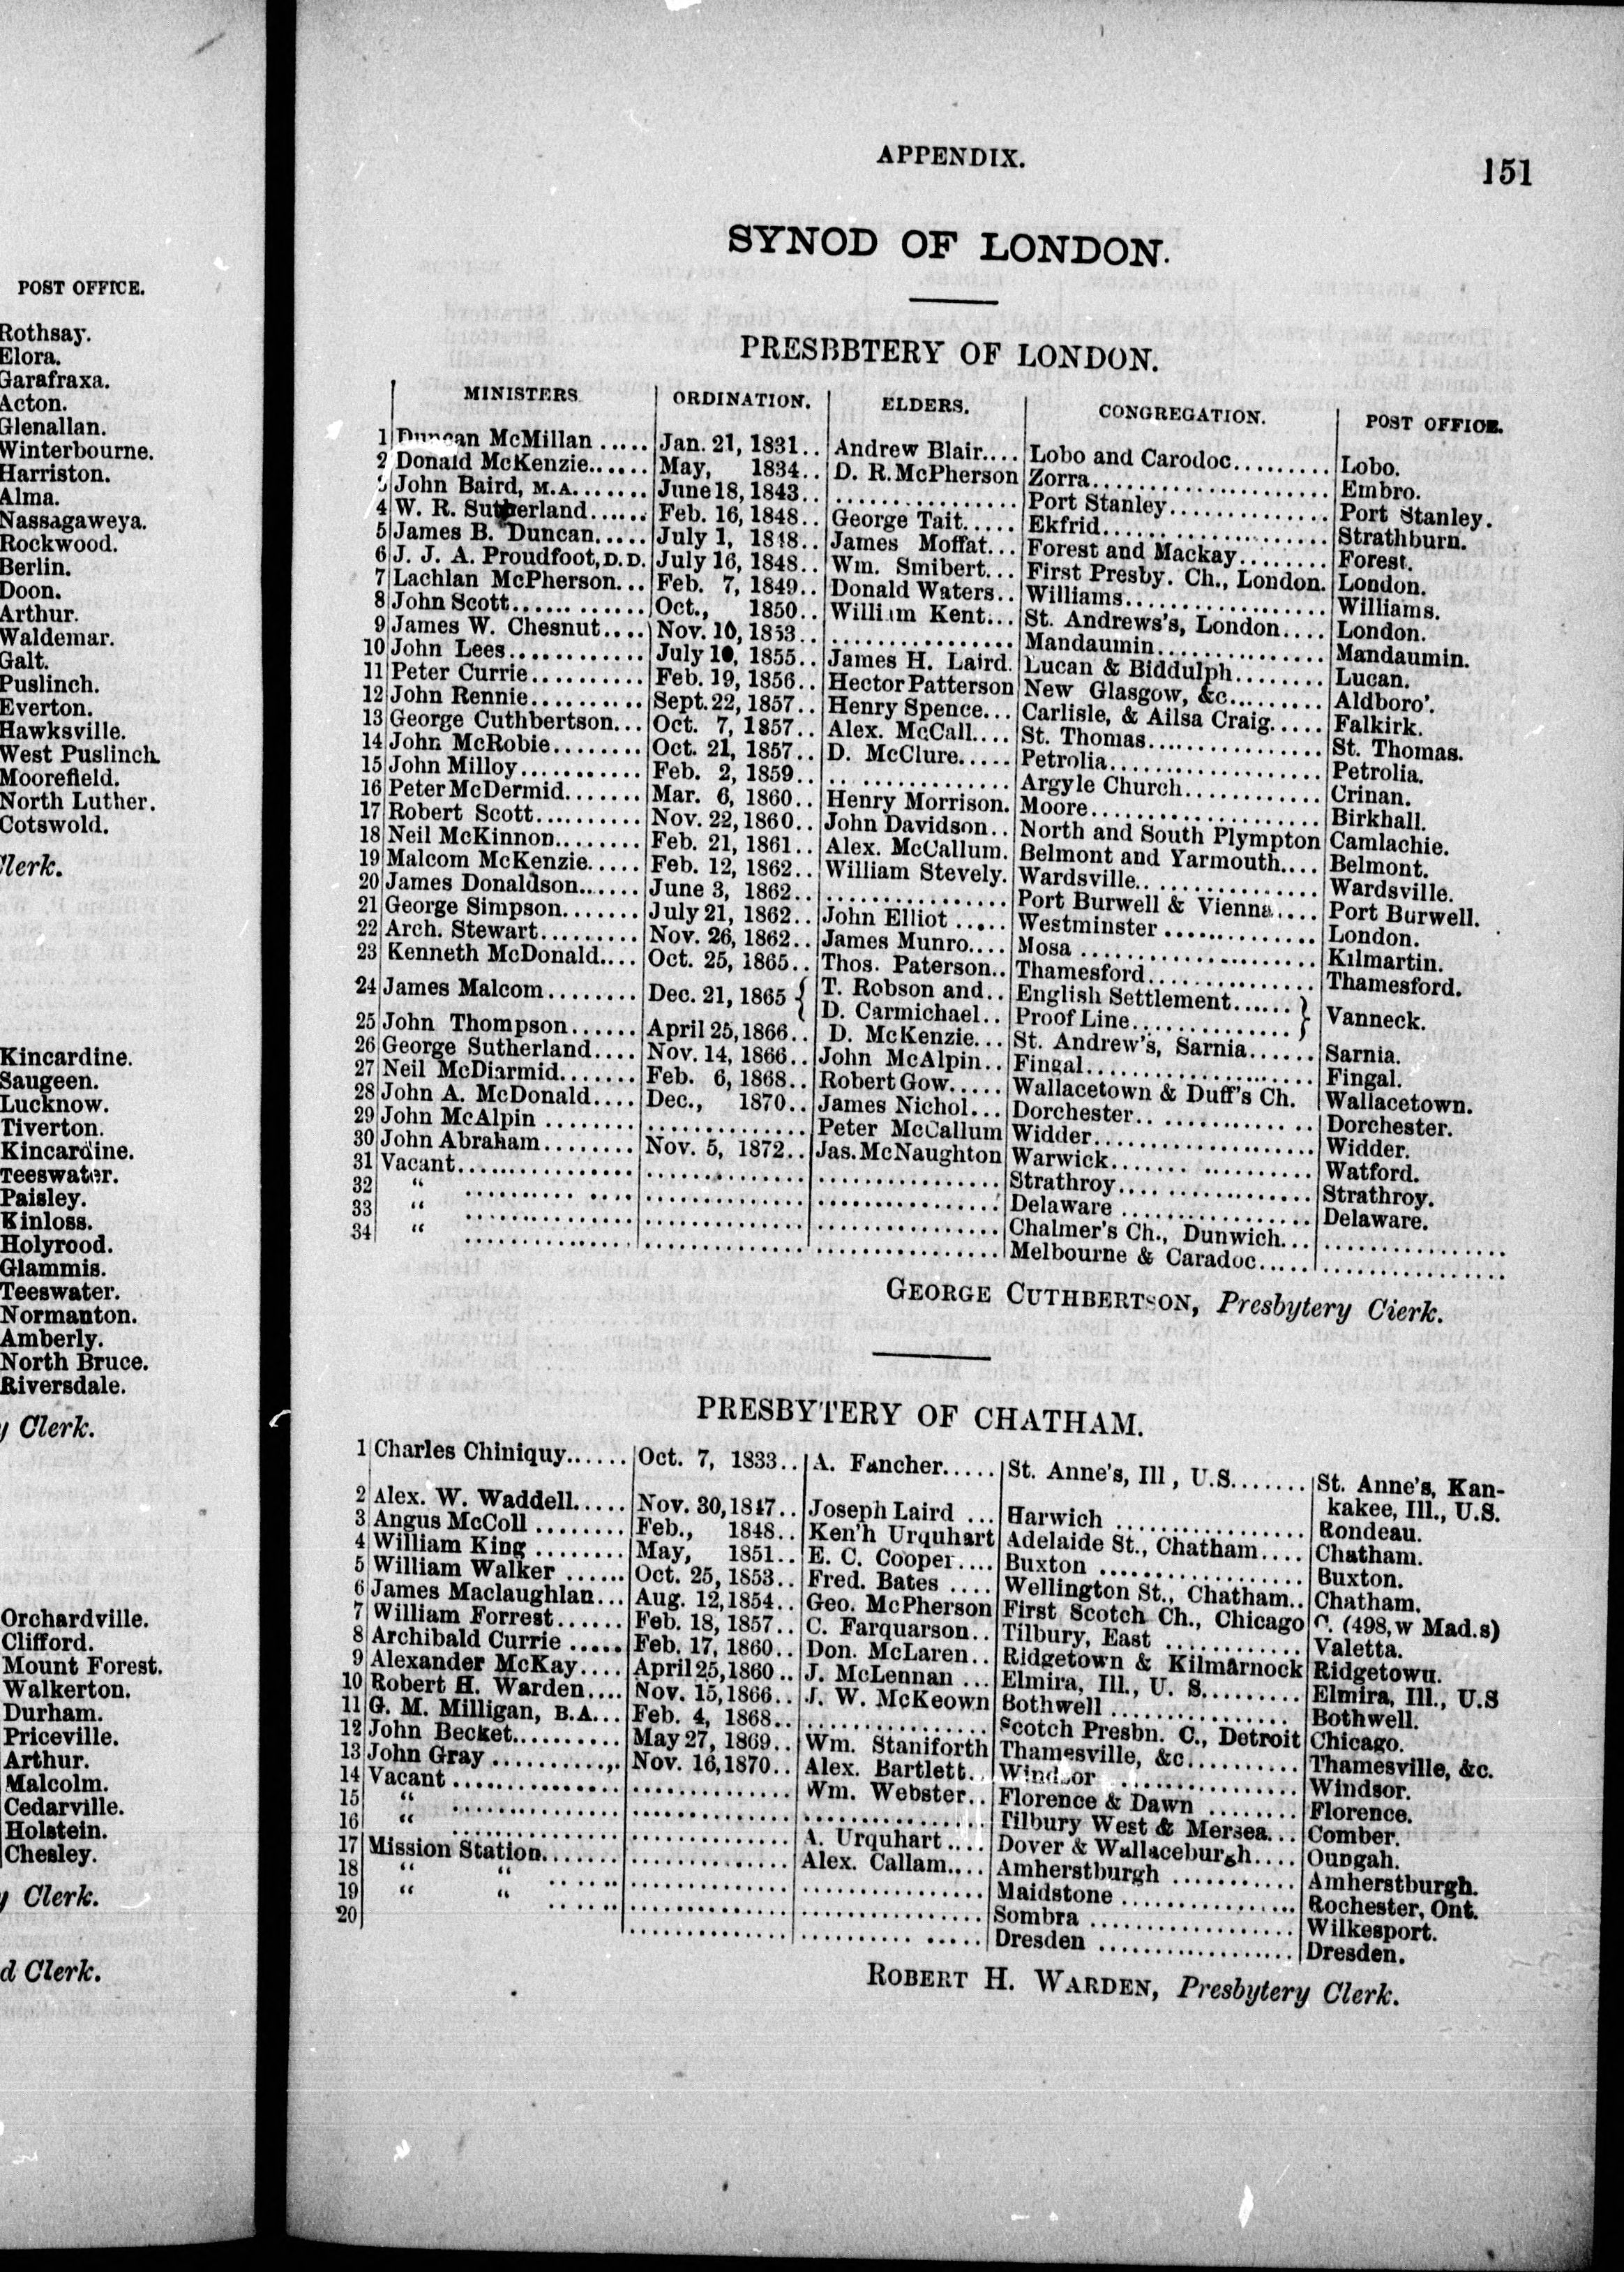 POST OFFICE.
Rothsay.
Elora.
Garafraxa.
Acton.
Glenallan.
Winterbourne.
Harriston.
Alma.
Nassagaweya.
Rockwood.
Berlin.
Doon.
Arthur.
Waldemar.
Galt.
Puslinch.
Everton.
Hawksville.
West Puslinch.
Moorefield.
North Luther.
Cotswold.
Clerk.
Kincardine.
Saugeen.
Lucknow.
Tiverton.
Kincardine.
Teeswater.
Paisley.
Kinloss.
Holyrood.
Glammis.
Teeswater.
Normanton.
Amberly.
North Bruce.
Riversdale.
y Clerk.
Orchardville.
Clifford.
Mount Forest.
Walkerton.
Durham.
Priceville.
Arthur.
Malcolm.
Cedarville.
Holstein.
Chesley.
y Clerk.
d Clerk.
APPENDIX. 151
SYNOD OF LONDON.
PRESBBTERY OF LONDON.
MINISTERS ORDINATION. ELDERS. CONGREGATION. POST OFFICE.
1 Duncan McMillan ..... Jan. 21, 1831.. Andrew Blair.... Lobo and Carodoc......... Lobo.
2 Donald McKenzie...... May, 1834.. D. R. McPherson Zorra..................... Embro.
3 John Baird, M.A....... June 18, 1843.. ................ Port Stanley.............. Port Stanley.
4 W. R. Sutherland...... Feb. 16, 1848.. George Tait..... Ekfrid.................... Strathburn.
5 James B. Duncan..... July 1, 1848.. James Moffat... Forest and Mackay........ Forest.
6 J. J. A. Proudfoot, D.D. July 16, 1848.. Wm. Smibert... First Presby. Ch., London. London.
7 Lachlan McPherson... Feb. 7, 1849.. Donald Waters.. Williams.................. Williams.
8 John Scott............. Oct., 1850.. William Kent... St. Andrews's, London.... London.
9 James W. Chesnut.... Nov. 10, 1853.. ................ Mandaumin............... Mandaumin.
10 John Lees............. July 10, 1855.. James H. Laird. Lucan & Biddulph........ Lucan.
11 Peter Currie.......... Feb. 19, 1856.. Hector Patterson New Glasgow, &c......... Aldboro'.
12 John Rennie.......... Sept. 22, 1857.. Henry Spence... Carlisle, & Ailsa Craig..... Falkirk.
13 George Cuthbertson... Oct. 7, 1857.. Alex. McCall.... St. Thomas................ St. Thomas.
14 John McRobie........ Oct. 21, 1857.. D. McClure..... Petrolia................... Petrolia.
15 John Milloy............ Feb. 2, 1859.. ................ Argyle Church............ Crinan.
16 Peter McDermid....... Mar. 6, 1860.. Henry Morrison. Moore.................... Birkhall.
17 Robert Scott.......... Nov. 22, 1860.. John Davidson.. North and South Plympton Camlachie.
18 Neil McKinnon........ Feb. 21, 1861.. Alex. McCallum. Belmont and Yarmouth.... Belmont.
19 Malcom McKenzie..... Feb. 12, 1862.. William Stevely. Wardsville................ Wardsville.
20 James Donaldson...... June 3, 1862.. ................ Port Burwell & Vienna.... Port Burwell.
21 George Simpson....... July 21, 1862.. John Elliot ..... Westminster .............. London.
22 Arch. Stewart......... Nov. 26, 1862.. James Munro.... Mosa ..................... Kilmartin.
23 Kenneth McDonald.... Oct. 25, 1865.. Thos. Paterson.. Thamesford................ Thamesford.
24 James Malcom........ Dec. 21, 1865 { T. Robson and.. English Settlement...... }
D. Carmichael.. Proof Line.............. } Vanneck.
25 John Thompson...... April 25, 1866.. D. McKenzie... St. Andrew's, Sarnia...... Sarnia.
26 George Sutherland.... Nov. 14, 1866.. John McAlpin.. Fingal.................... Fingal.
27 Neil McDiarmid....... Feb. 6, 1868.. Robert Gow..... Wallacetown & Duff's Ch. Wallacetown.
28 John A. McDonald.... Dec., 1870.. James Nichol... Dorchester................ Dorchester.
29 John McAlpin ........ ............... Peter McCallum Widder.................... Widder.
30 John Abraham........ Nov. 5, 1872.. Jas. McNaughton Warwick.................. Watford.
31 Vacant................ ............... ................ Strathroy................. Strathroy.
32 “ ................ ............... ................ Delaware ................. Delaware.
33 “ ................ ............... ................ Chalmer's Ch., Dunwich... ................
34 “ ................ ............... ................ Melbourne & Caradoc..... ................
GEORGE CUTHBERTSON, Presbytery Cierk.
PRESBYTERY OF CHATHAM.
1 Charles Chiniquy...... Oct. 7, 1833.. A. Fancher..... St. Anne's, Ill, U.S....... St. Anne's, Kan-
kakee, Ill., U.S.
2 Alex. W. Waddell..... Nov. 30, 1847.. Joseph Laird ... Harwich ................. Rondeau.
3 Angus McColl ........ Feb., 1848.. Ken'h Urquhart Adelaide St., Chatham.... Chatham.
4 William King ........ May, 1851.. E. C. Cooper.... Buxton .................. Buxton.
5 William Walker ...... Oct. 25, 1853.. Fred. Bates .... Wellington St., Chatham.. Chatham.
6 James Maclaughlan... Aug. 12, 1854.. Geo. McPherson First Scotch Ch., Chicago C. (498, w Mad.s)
7 William Forrest...... Feb. 18, 1857.. C. Farquarson.. Tilbury, East ............ Valetta.
8 Archibald Currie ..... Feb. 17, 1860.. Don. McLaren.. Ridgetown & Kilmarnock Ridgetown.
9 Alexander McKay.... April 25, 1860.. J. McLennan ... Elmira, Ill., U. S......... Elmira, Ill., U.S
10 Robert H. Warden.... Nov. 15, 1866.. J. W. McKeown Bothwell ................ Bothwell.
11 G. M. Milligan, B.A... Feb. 4, 1868.. ................ Scotch Presbn. C., Detroit Chicago.
12 John Becket.......... May 27, 1869.. Wm. Staniforth Thamesville, &c.......... Thamesville, &c.
13 John Gray ............ Nov. 16, 1870.. Alex. Bartlett.. Windsor ................. Windsor.
14 Vacant ................ ............... Wm. Webster.. Florence & Dawn ........ Florence.
15 “ ................ ............... ................ Tilbury West & Mersea... Comber.
16 “ ................ ............... A. Urquhart.... Dover & Wallaceburgh.... Oungah.
17 Mission Station....... ............... Alex. Callam.... Amherstburgh ........... Amherstburgh.
18 “ “ ...... ............... ................ Maidstone ................ Rochester, Ont.
19 “ “ ...... ............... ................ Sombra .................. Wilkesport.
20 ............... ................ Dresden .................. Dresden.
ROBERT H. WARDEN, Presbytery Clerk.